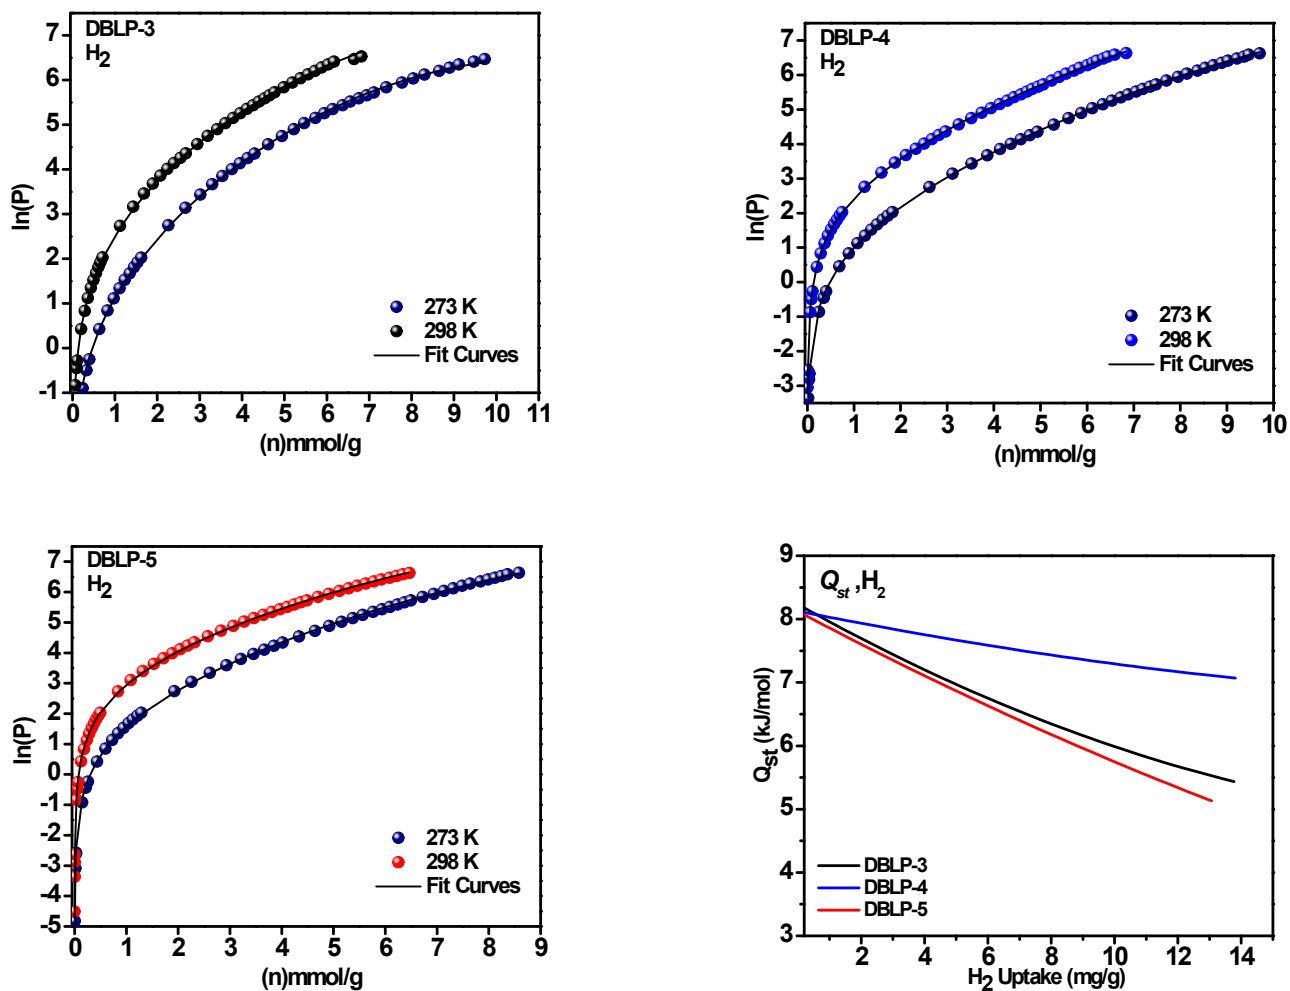 DBLP-3
H2
ln(P)
7
6
5
4
3
2
1
0
-1
273 K
298 K
Fit Curves
0 1 2 3 4 5 6 7 8 9 10 11
(n)mmol/g
DBLP-4
H2
ln(P)
7
6
5
4
3
2
1
0
-1
-2
-3
273 K
298 K
Fit Curves
0 1 2 3 4 5 6 7 8 9 10
(n)mmol/g
DBLP-5
H2
ln(P)
7
6
5
4
3
2
1
0
-1
-2
-3
-4
-5
273 K
298 K
Fit Curves
0 1 2 3 4 5 6 7 8 9
(n)mmol/g
Qst ,H2
Qst (kJ/mol)
9
8
7
6
5
4
3
DBLP-3
DBLP-4
DBLP-5
2 4 6 8 10 12 14
H2 Uptake (mg/g)